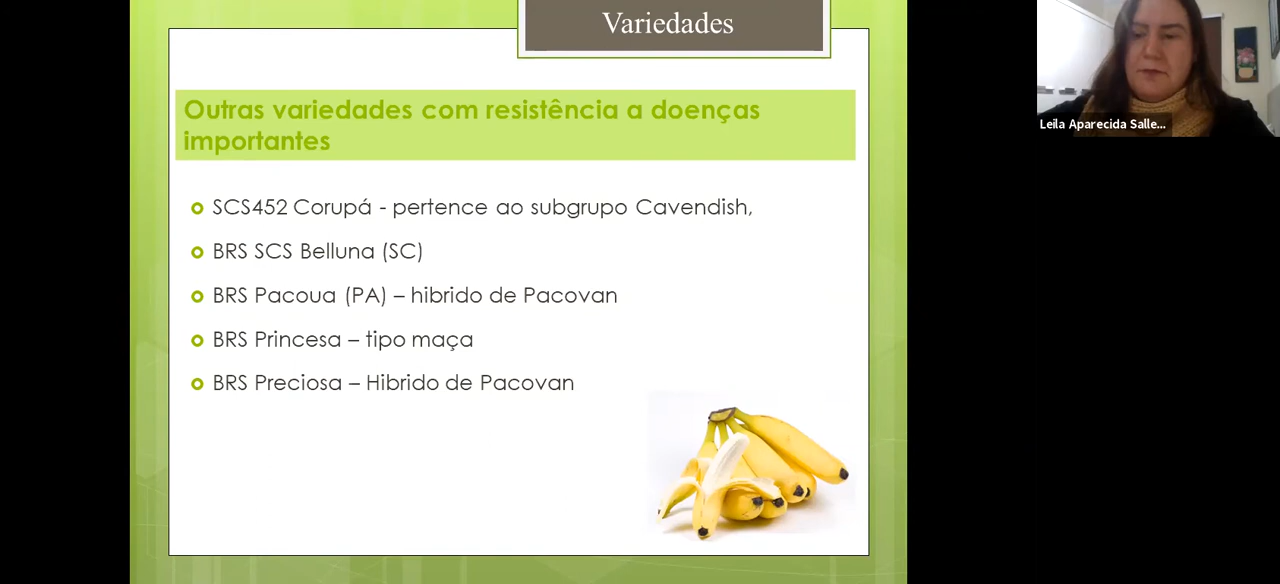 Variedades
Outras variedades com resistência a doenças
importantes
SCS452 Corupá - pertence ao subgrupo Cavendish,
BRS SCS Belluna (SC)
BRS Pacoua (PA) – hibrido de Pacovan
BRS Princesa – tipo maça
BRS Preciosa – Hibrido de Pacovan
Leila Aparecida Salle...